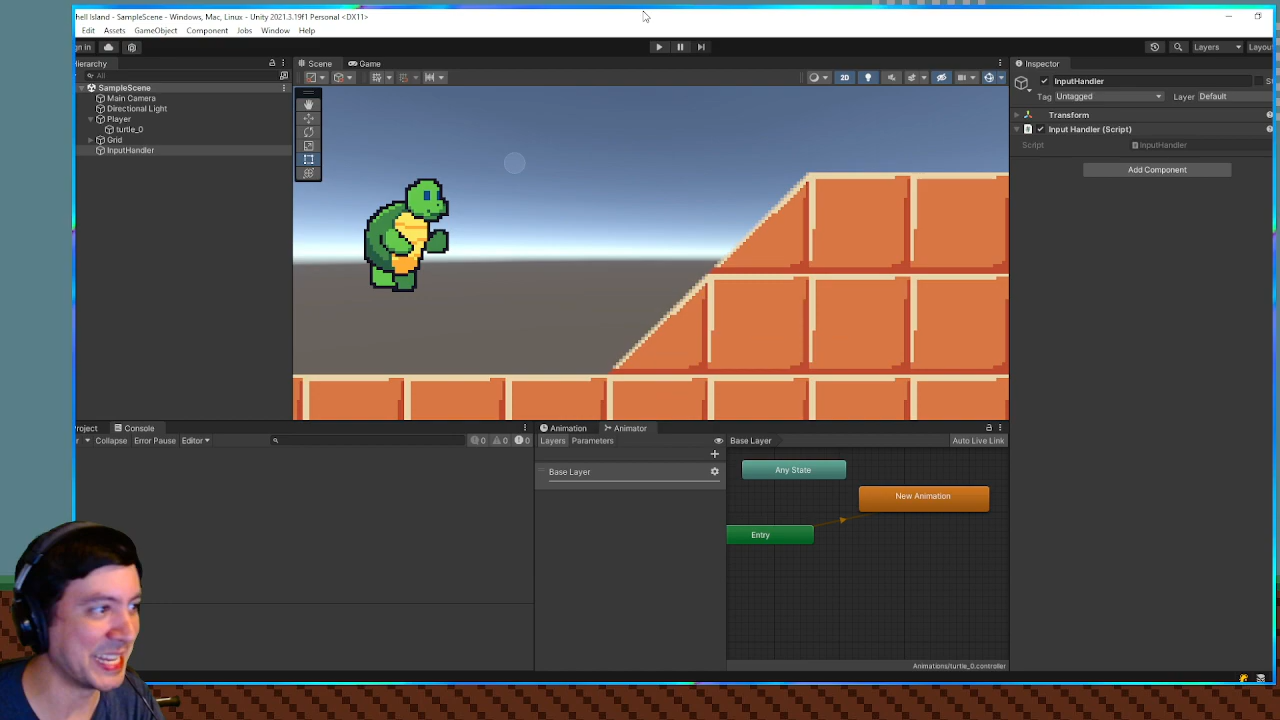 hell Island - SampleScene - Windows, Mac, Linux - Unity 2021.3.19f1 Personal <DX11>
Edit Assets GameObject Component Jobs Window Help
n in Layers Layou
Hierarchy Scene Game Inspector
All 2D InputHandler
SampleScene Tag Untagged Layer Default
Main Camera
Directional Light
Player Transform
turtle_0 Input Handler (Script)
Grid Script InputHandler
InputHandler
Add Component
roject Console Animation Animator
Collapse Error Pause Editor 0 0 0 Layers Parameters Base Layer Auto Live Link
Base Layer Any State
New Animation
Entry
Animations/turtle_0.controller